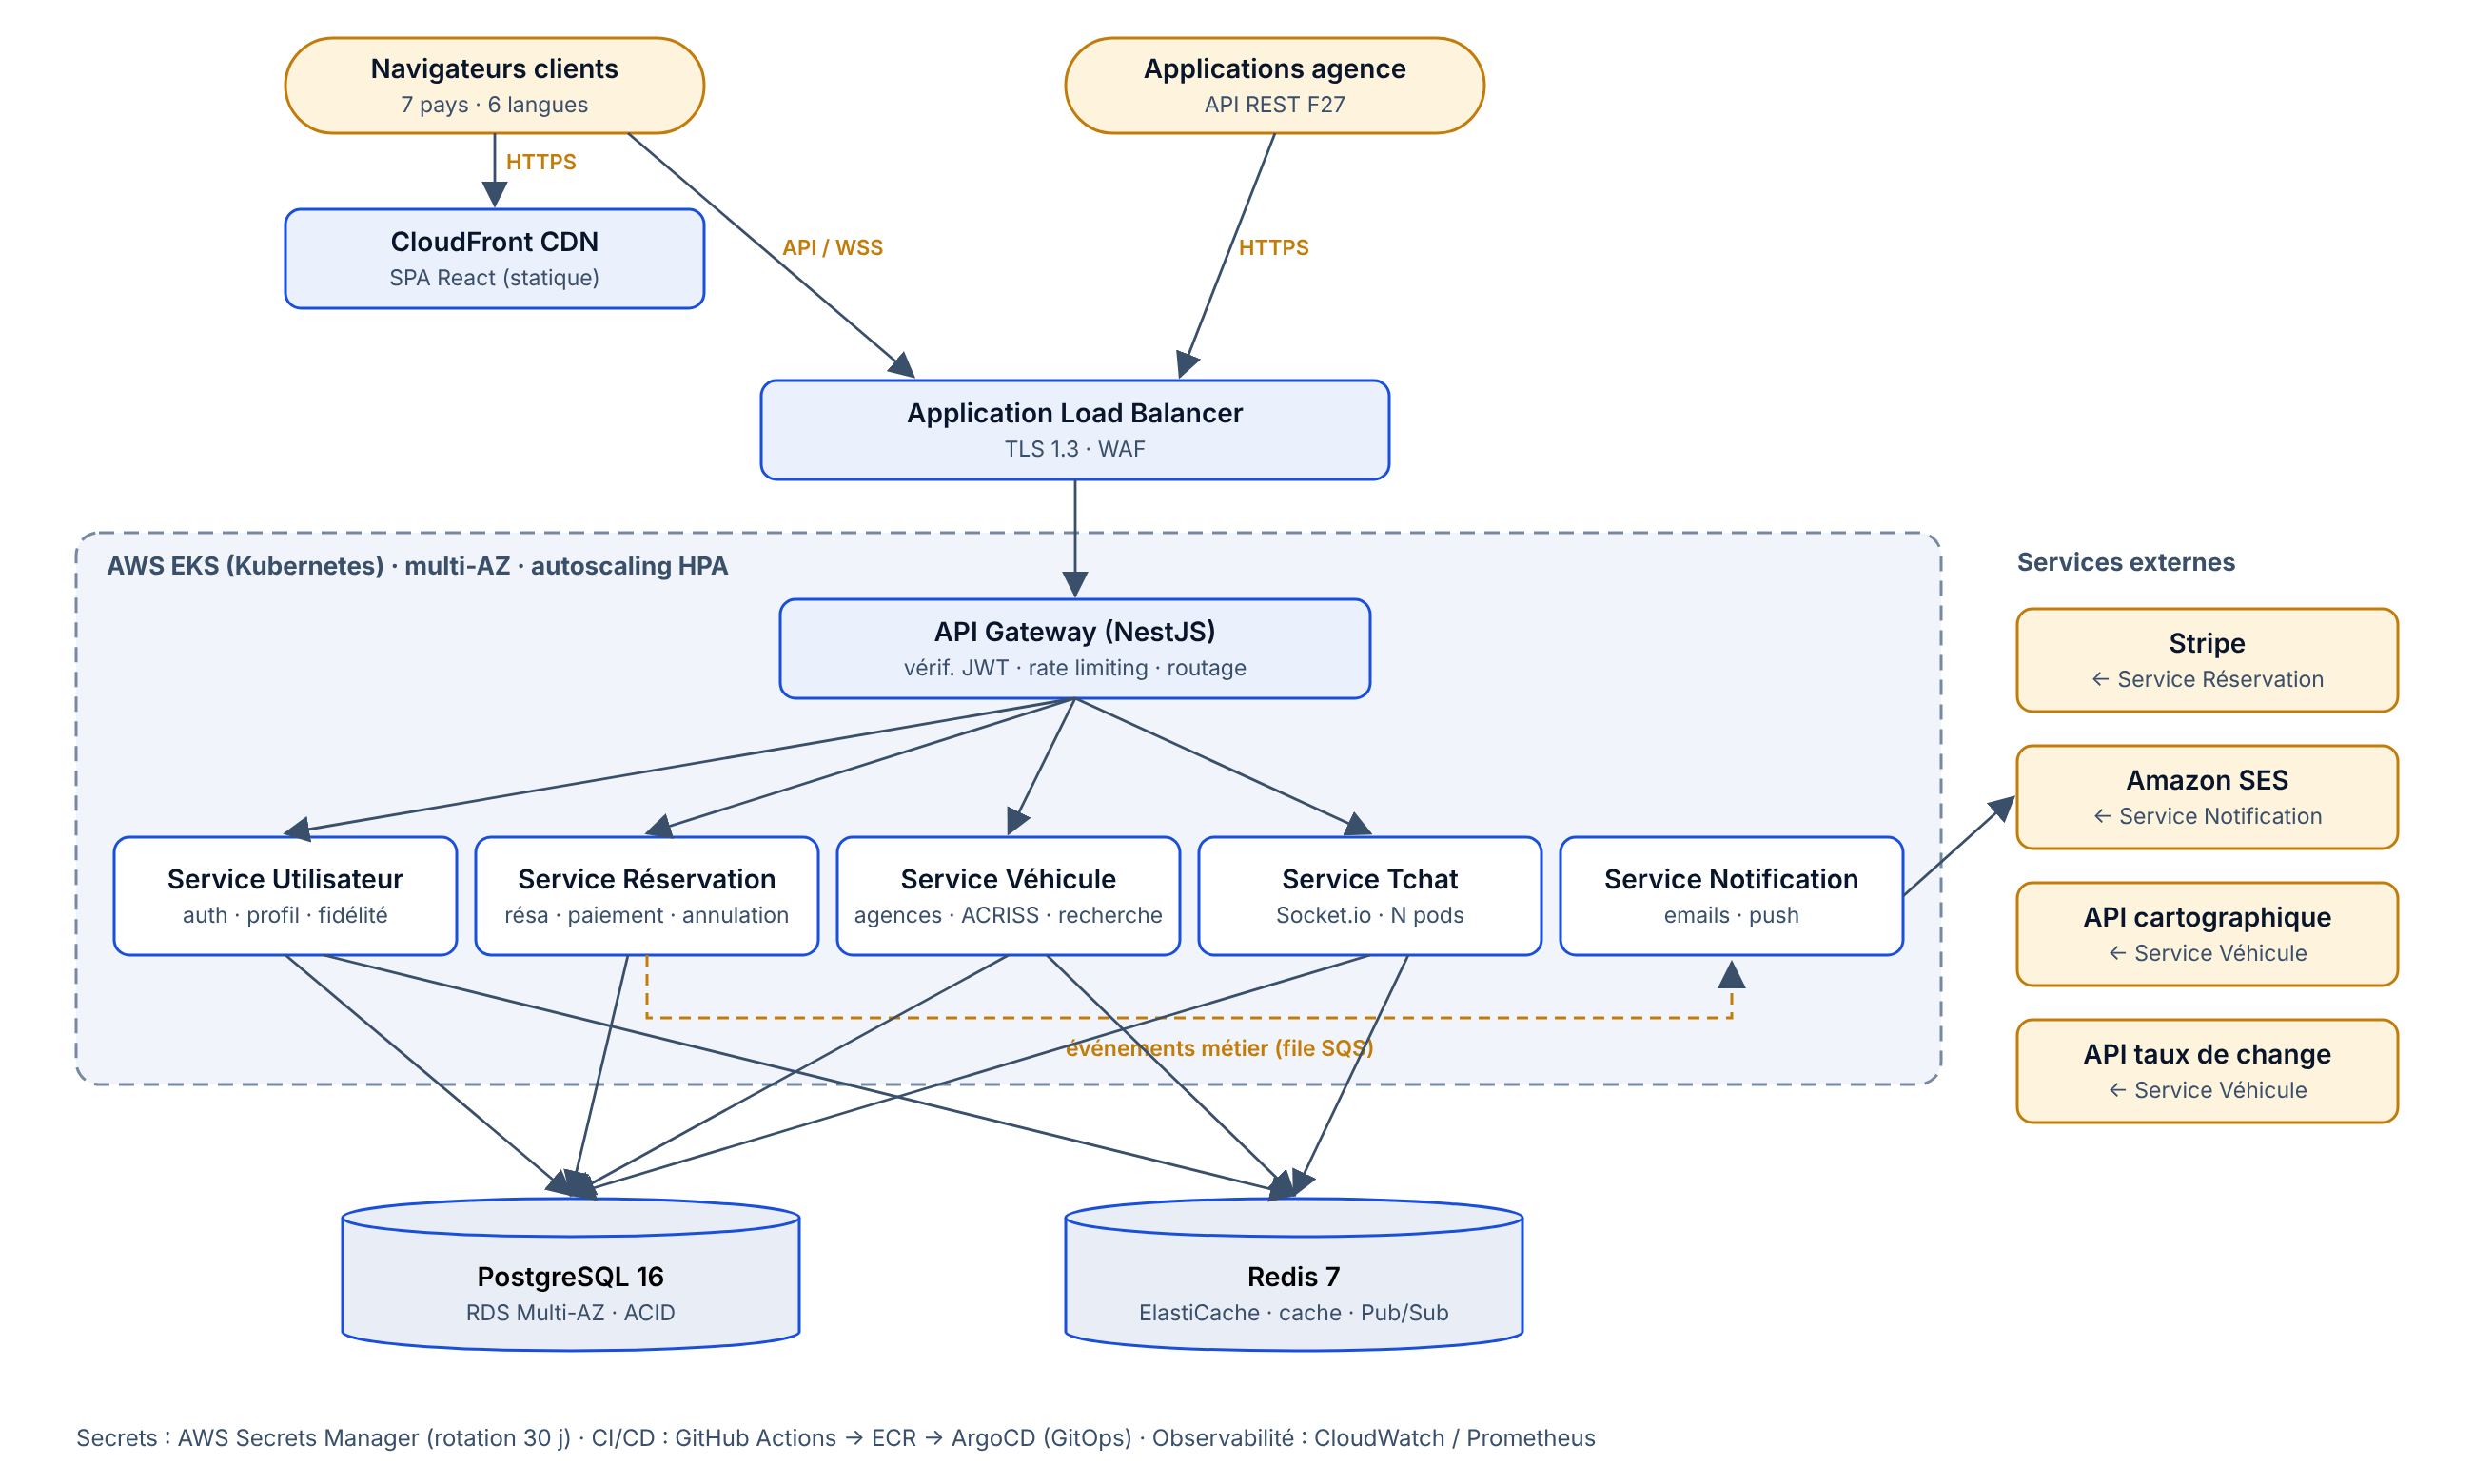 Navigateurs clients
7 pays · 6 langues
Applications agence
API REST F27
HTTPS
CloudFront CDN
SPA React (statique)
API / WSS
HTTPS
Application Load Balancer
TLS 1.3 · WAF
AWS EKS (Kubernetes) · multi-AZ · autoscaling HPA
API Gateway (NestJS)
vérif. JWT · rate limiting · routage
Service Utilisateur
auth · profil · fidélité
Service Réservation
résa · paiement · annulation
Service Véhicule
agences · ACRISS · recherche
Service Tchat
Socket.io · N pods
Service Notification
emails · push
événements métier (file SQS)
Services externes
Stripe
← Service Réservation
Amazon SES
← Service Notification
API cartographique
← Service Véhicule
API taux de change
← Service Véhicule
PostgreSQL 16
RDS Multi-AZ · ACID
Redis 7
ElastiCache · cache · Pub/Sub
Secrets : AWS Secrets Manager (rotation 30 j) · CI/CD : GitHub Actions → ECR → ArgoCD (GitOps) · Observabilité : CloudWatch / Prometheus